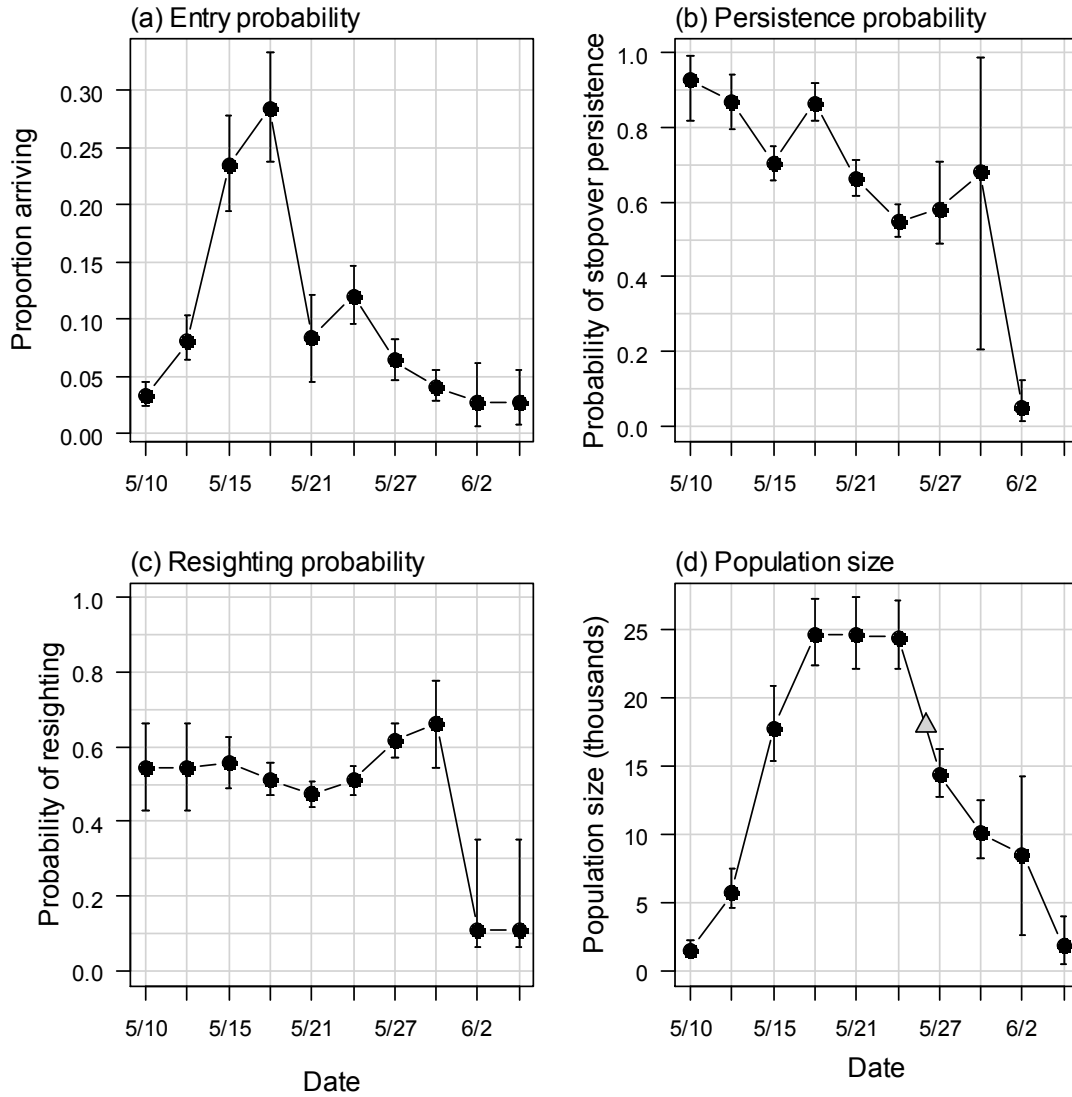 (a) Entry probability
Proportion arriving
0.30
0.25
0.20
0.15
0.10
0.05
0.00
5/10 5/15 5/21 5/27 6/2
(b) Persistence probability
Probability of stopover persistence
1.0
0.8
0.6
0.4
0.2
0.0
5/10 5/15 5/21 5/27 6/2
(c) Resighting probability
Probability of resighting
1.0
0.8
0.6
0.4
0.2
0.0
5/10 5/15 5/21 5/27 6/2
Date
(d) Population size
Population size (thousands)
25
20
15
10
5
0
5/10 5/15 5/21 5/27 6/2
Date